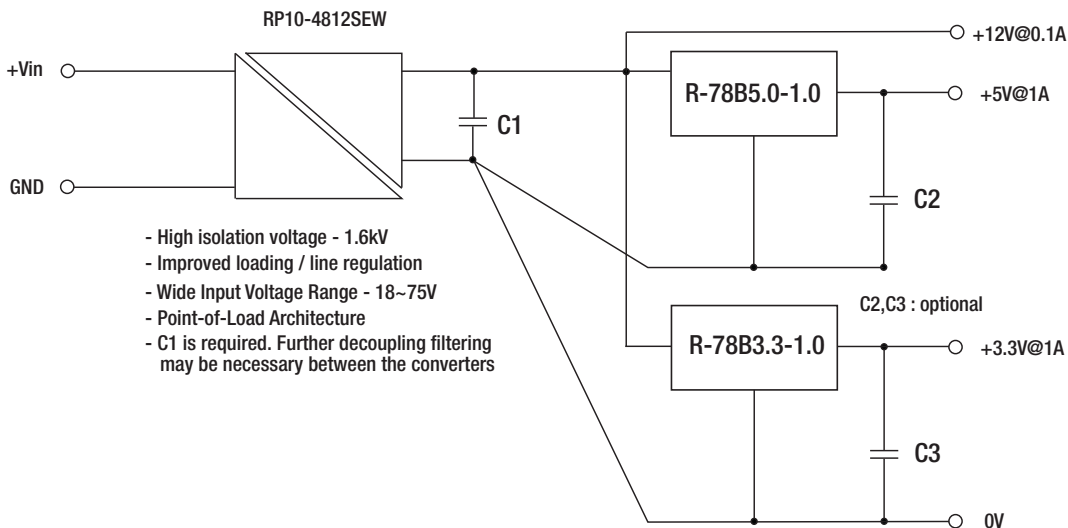 RP10-4812SEW
+12V@0.1A
+Vin
R-78B5.0-1.0
+5V@1A
C1
GND
C2
- High isolation voltage - 1.6kV
- Improved loading / line regulation
- Wide Input Voltage Range - 18~75V
- Point-of-Load Architecture
- C1 is required. Further decoupling filtering
may be necessary between the converters
C2,C3 : optional
R-78B3.3-1.0
+3.3V@1A
C3
0V